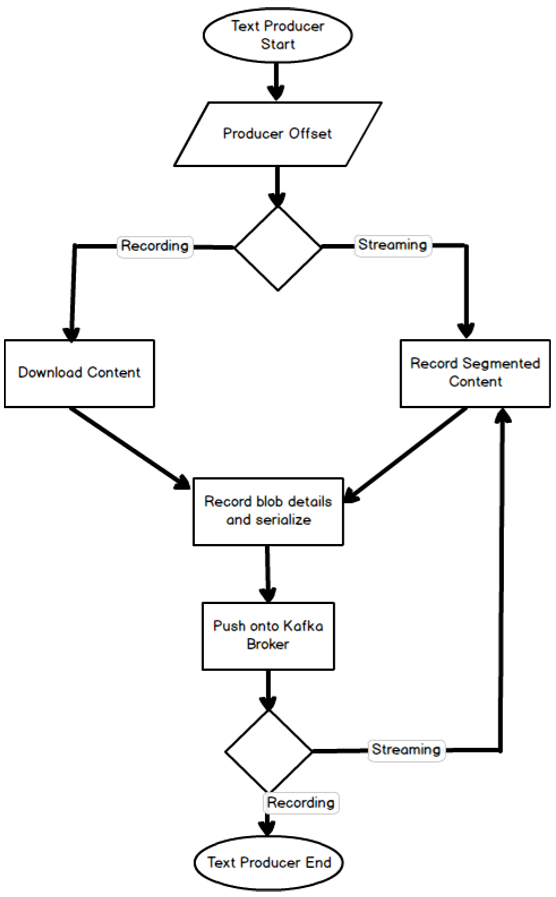 Text Producer
Start
Producer Offset
Recording
Streaming
Download Content
Record Segmented
Content
Record blob details
and serialize
Push onto Kafka
Broker
Streaming
Recording
Text Producer End